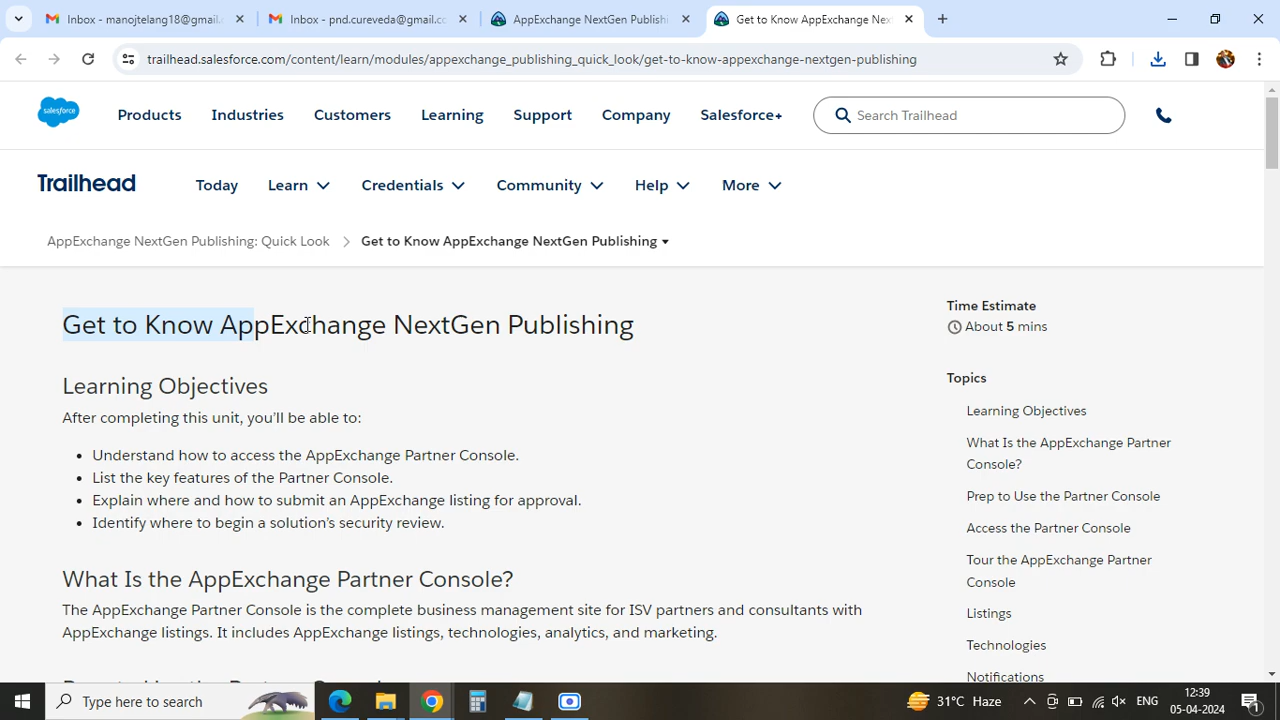 Inbox - manojtelang18@gmail.
Inbox - pnd.cureveda@gmail.co
AppExchange NextGen Publishi
Get to Know AppExchange Nex
trailhead.salesforce.com/content/learn/modules/appexchange_publishing_quick_look/get-to-know-appexchange-nextgen-publishing
salesforce
Products
Industries
Customers
Learning
Support
Company
Salesforce+
Search Trailhead
Trailhead
Today
Learn
Credentials
Community
Help
More
AppExchange NextGen Publishing: Quick Look
Get to Know AppExchange NextGen Publishing
Get to Know AppExchange NextGen Publishing
Learning Objectives
After completing this unit, you'll be able to:
• Understand how to access the AppExchange Partner Console.
• List the key features of the Partner Console.
• Explain where and how to submit an AppExchange listing for approval.
• Identify where to begin a solution's security review.
What Is the AppExchange Partner Console?
The AppExchange Partner Console is the complete business management site for ISV partners and consultants with
AppExchange listings. It includes AppExchange listings, technologies, analytics, and marketing.
Time Estimate
About 5 mins
Topics
Learning Objectives
What Is the AppExchange Partner
Console?
Prep to Use the Partner Console
Access the Partner Console
Tour the AppExchange Partner
Console
Listings
Technologies
Notifications
Type here to search
31°C Haze
ENG
12:39
05-04-2024
1